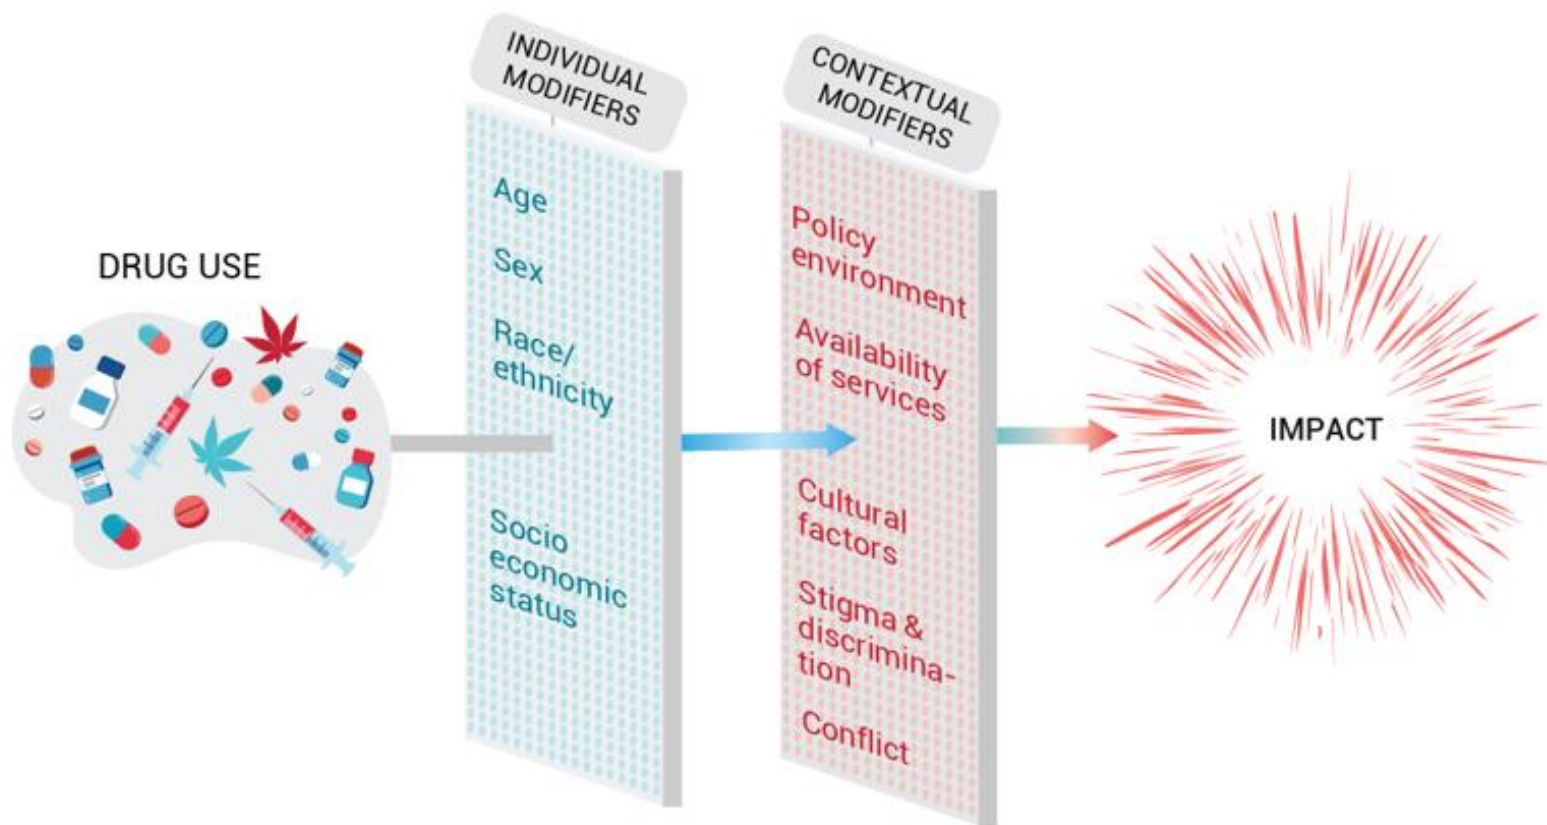 DRUG USE
INDIVIDUAL
MODIFIERS
Age
Sex
Race/
ethnicity
Socio
economic
status
CONTEXTUAL
MODIFIERS
Policy
environment
Availability
of services
Cultural
factors
Stigma &
discrimina-
tion
Conflict
IMPACT